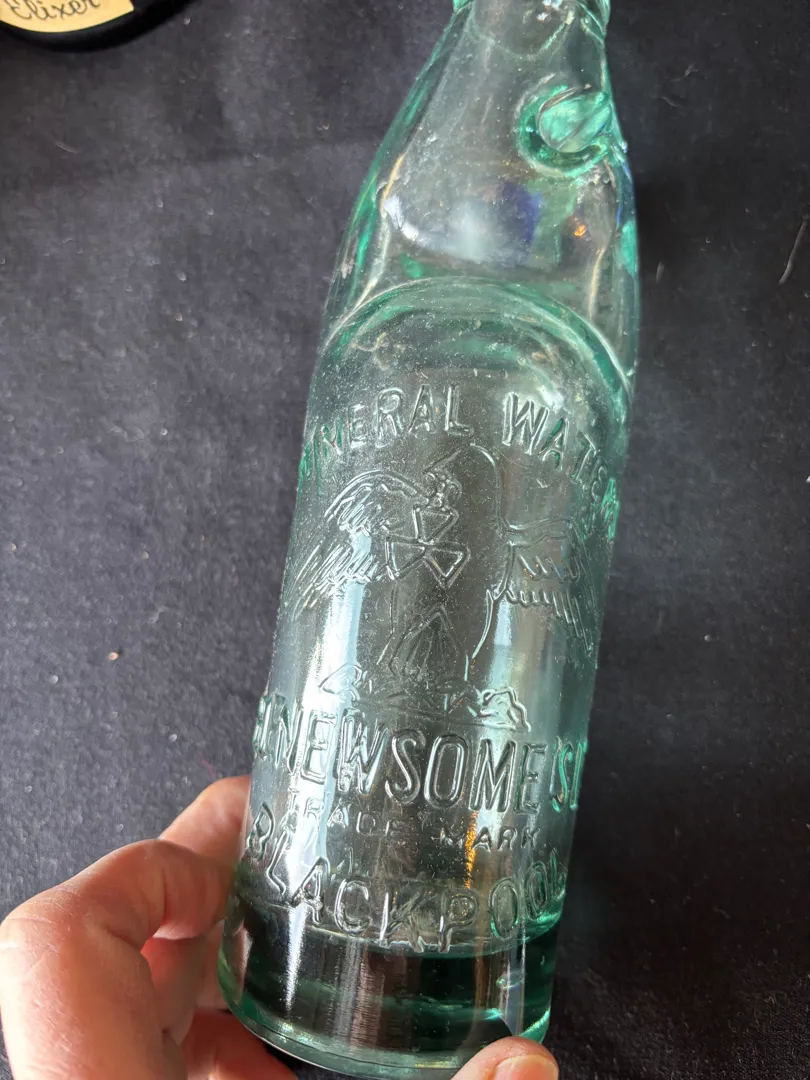 Elixer
MINERAL WATER
NEWSOME'S
TRADE MARK
BLACKPOOL